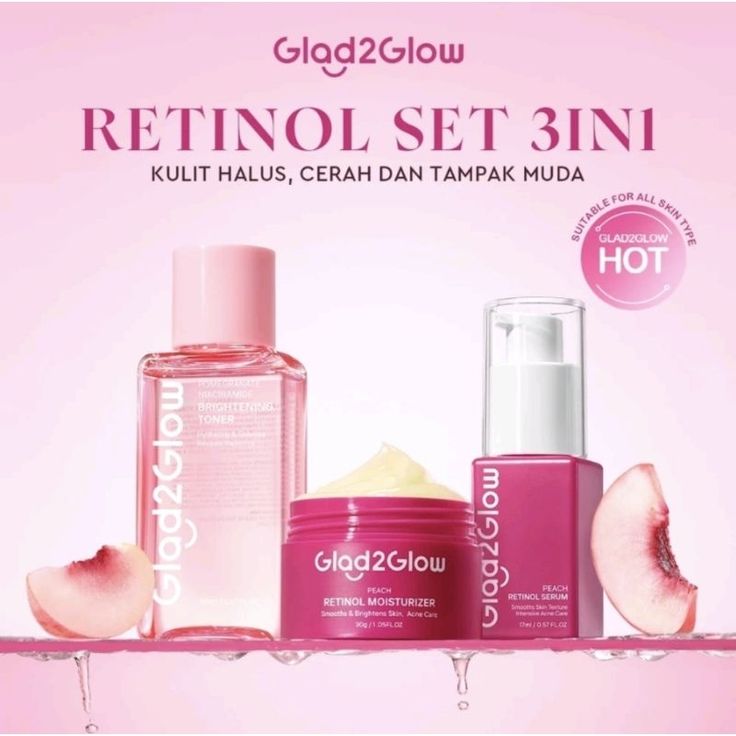 Glad2Glow
RETINOL SET 3IN1
KULIT HALUS, CERAH DAN TAMPAK MUDA
SUITABLE FOR ALL SKIN TYPE
GLAD2GLOW
HOT
Glad2Glow
POMEGRANATE
NIACINAMIDE
BRIGHTENING
TONER
Glad2Glow
PEACH
RETINOL MOISTURIZER
Smooths & Brightens Skin, Acne Care
30g / 1.05FL.OZ
Glad2Glow
PEACH
RETINOL SERUM
Smooths Skin Texture
Intensive Acne Care
17ml / 0.57 FL.OZ